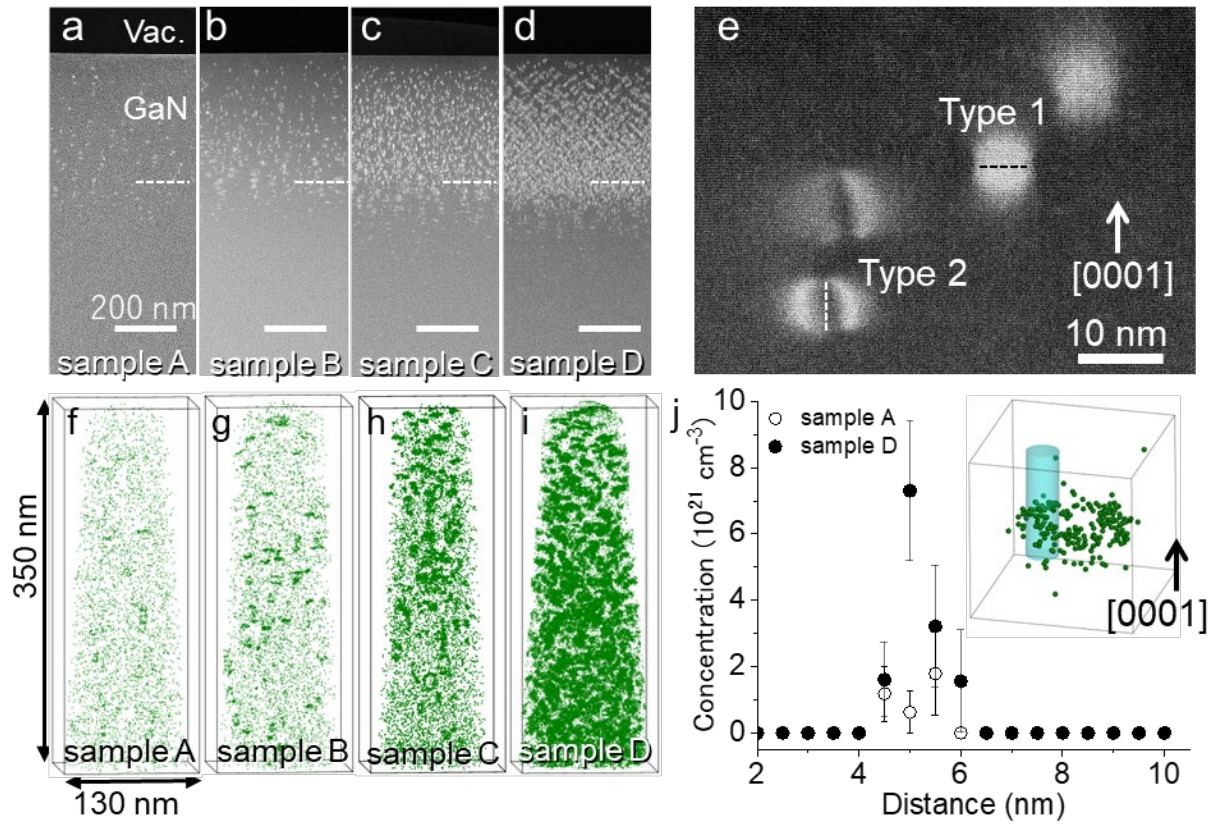 a
Vac.
GaN
200 nm
sample A
b
sample B
c
sample C
d
sample D
e
Type 1
Type 2
[0001]
10 nm
350 nm
130 nm
f
sample A
g
sample B
h
sample C
i
sample D
j
sample A
sample D
[0001]
Concentration (10²¹ cm⁻³)
10
8
6
4
2
0
2 4 6 8 10
Distance (nm)